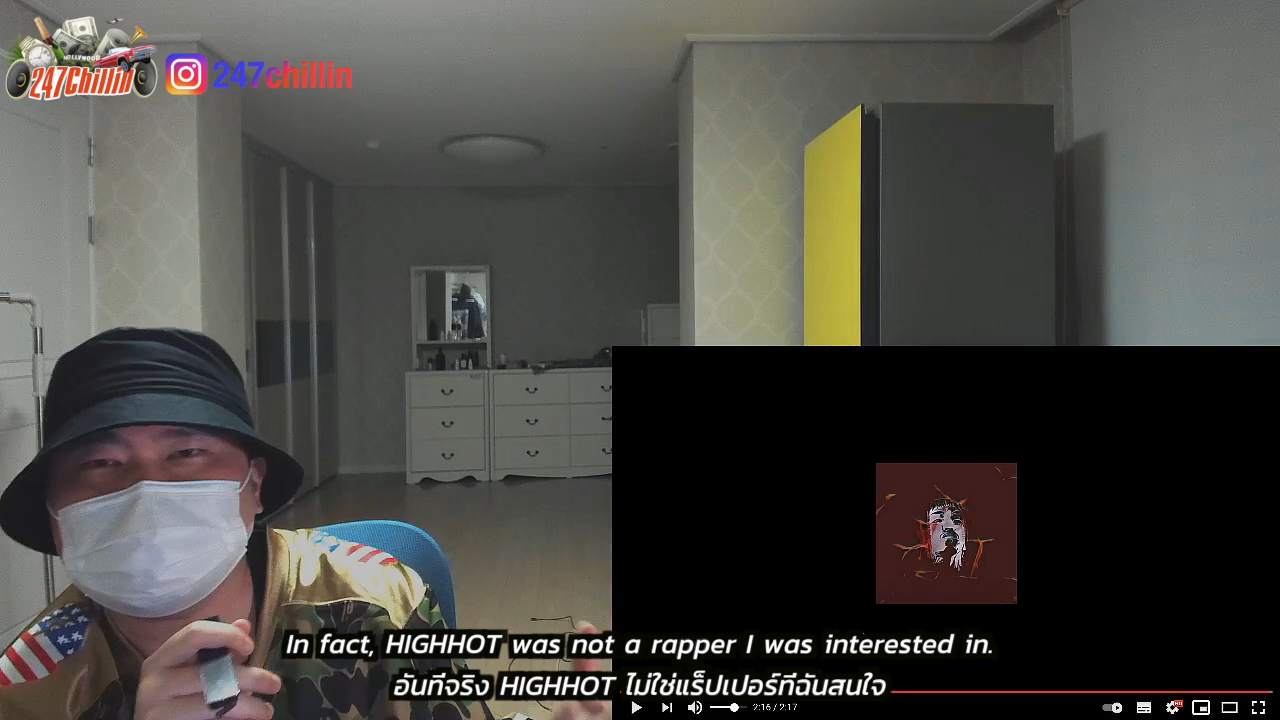 HOLLYWOOD
247Chillin
247chillin
In fact, HIGHHOT was not a rapper I was interested in.
อันที่จริง HIGHHOT ไม่ใช่แร็ปเปอร์ที่ฉันสนใจ
2:16 / 2:17